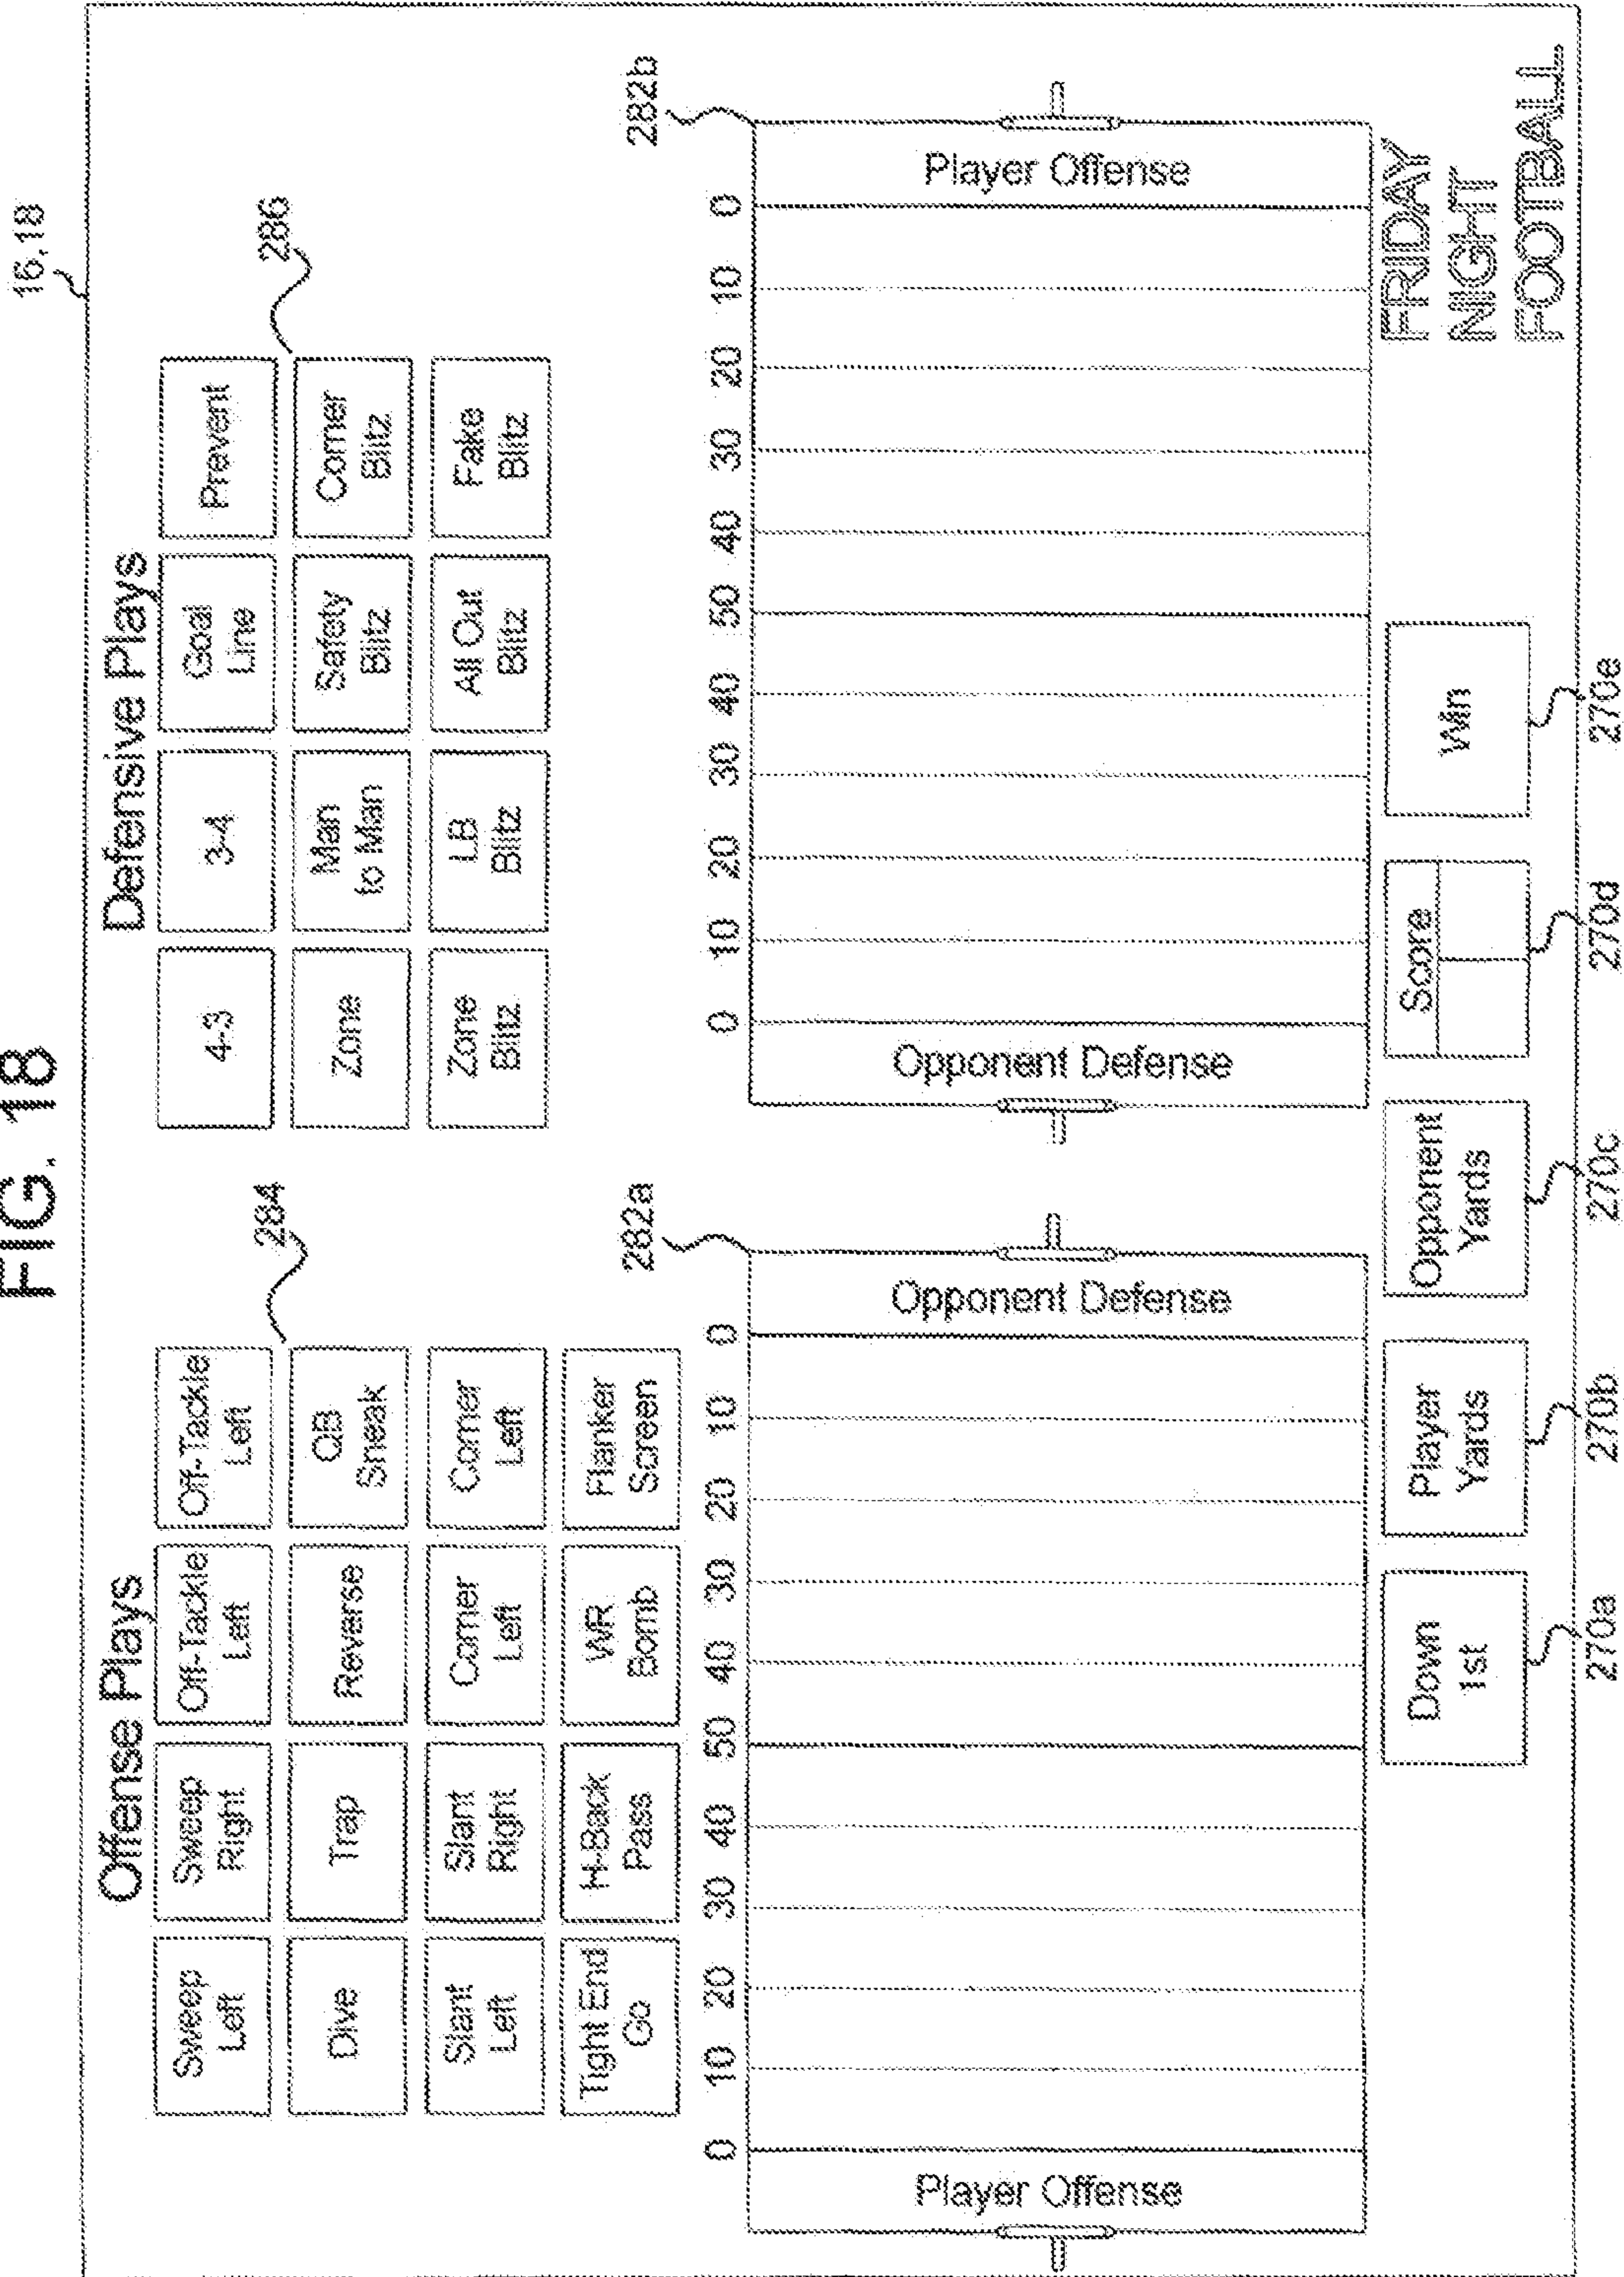 FIG. 18
16,18
Offense Plays
284
Sweep
Left
Sweep
Right
Off-Tackle
Left
Off-Tackle
Left
Dive
Trap
Reverse
QB
Sneak
Slant
Left
Slant
Right
Corner
Left
Corner
Left
Tight End
Go
H-Back
Pass
WR
Bomb
Flanker
Screen
Defensive Plays
286
4-3
3-4
Goal
Line
Prevent
Zone
Man
to Man
Safety
Blitz
Corner
Blitz
Zone
Blitz
LB
Blitz
All Out
Blitz
Fake
Blitz
282a
0 10 20 30 40 50 40 30 20 10 0
Player Offense
Opponent Defense
282b
0 10 20 30 40 50 40 30 20 10 0
Opponent Defense
Player Offense
Down
1st
Player
Yards
Opponent
Yards
Score
Win
FRIDAY
NIGHT
FOOTBALL
270a
270b
270c
270d
270e